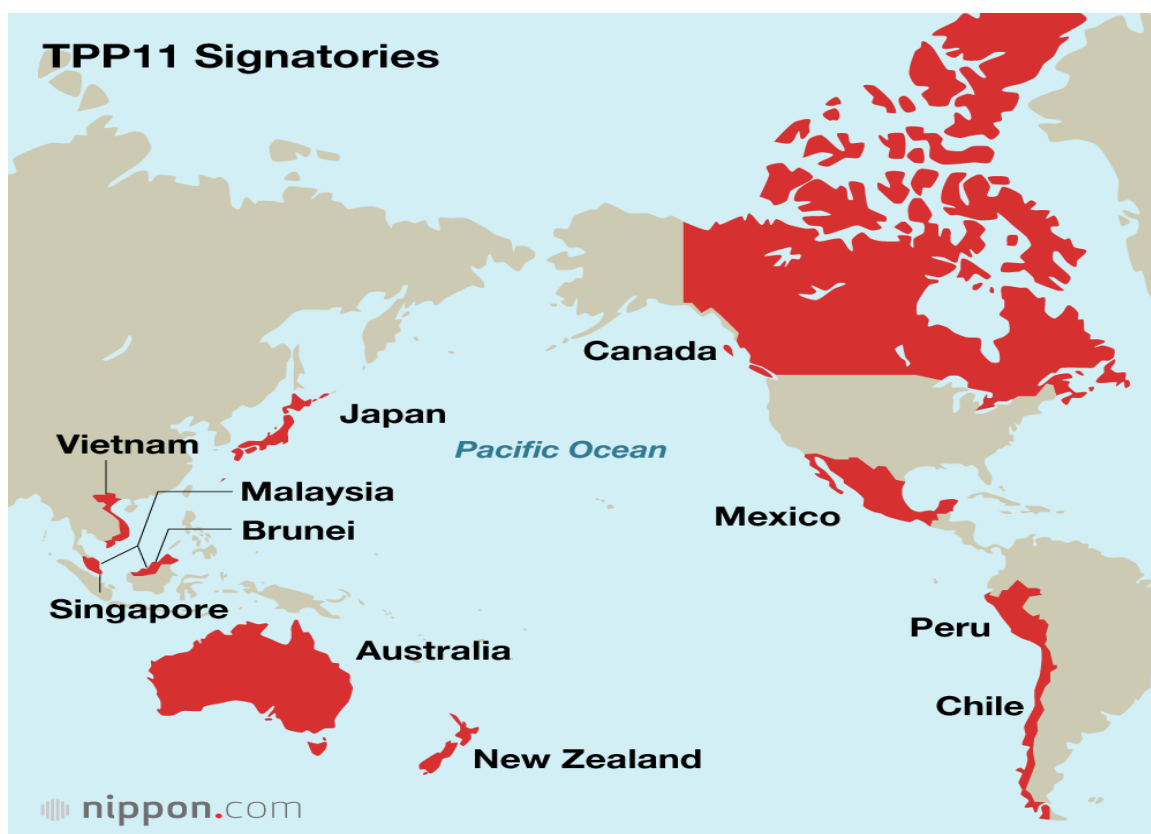 TPP11 Signatories
Canada
Japan
Vietnam
Pacific Ocean
Malaysia
Mexico
Brunei
Singapore
Peru
Australia
Chile
New Zealand
nippon.com